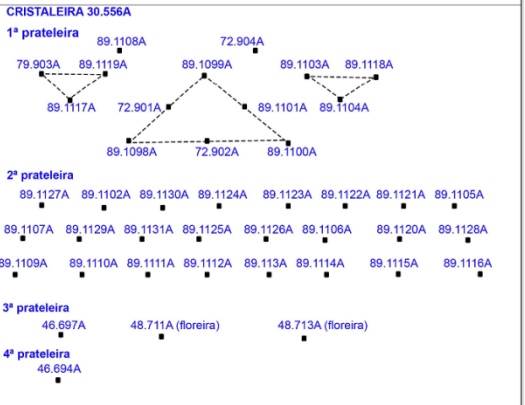 CRISTALEIRA 30.556A
1ª prateleira
89.1108A 72.904A
79.903A 89.1119A 89.1099A 89.1103A 89.1118A
89.1117A 72.901A 89.1101A 89.1104A
89.1098A 72.902A 89.1100A
2ª prateleira
89.1127A 89.1102A 89.1130A 89.1124A 89.1123A 89.1122A 89.1121A 89.1105A
89.1107A 89.1129A 89.1131A 89.1125A 89.1126A 89.1106A 89.1120A 89.1128A
89.1109A 89.1110A 89.1111A 89.1112A 89.113A 89.1114A 89.1115A 89.1116A
3ª prateleira
46.697A 48.711A (floreira) 48.713A (floreira)
4ª prateleira
46.694A